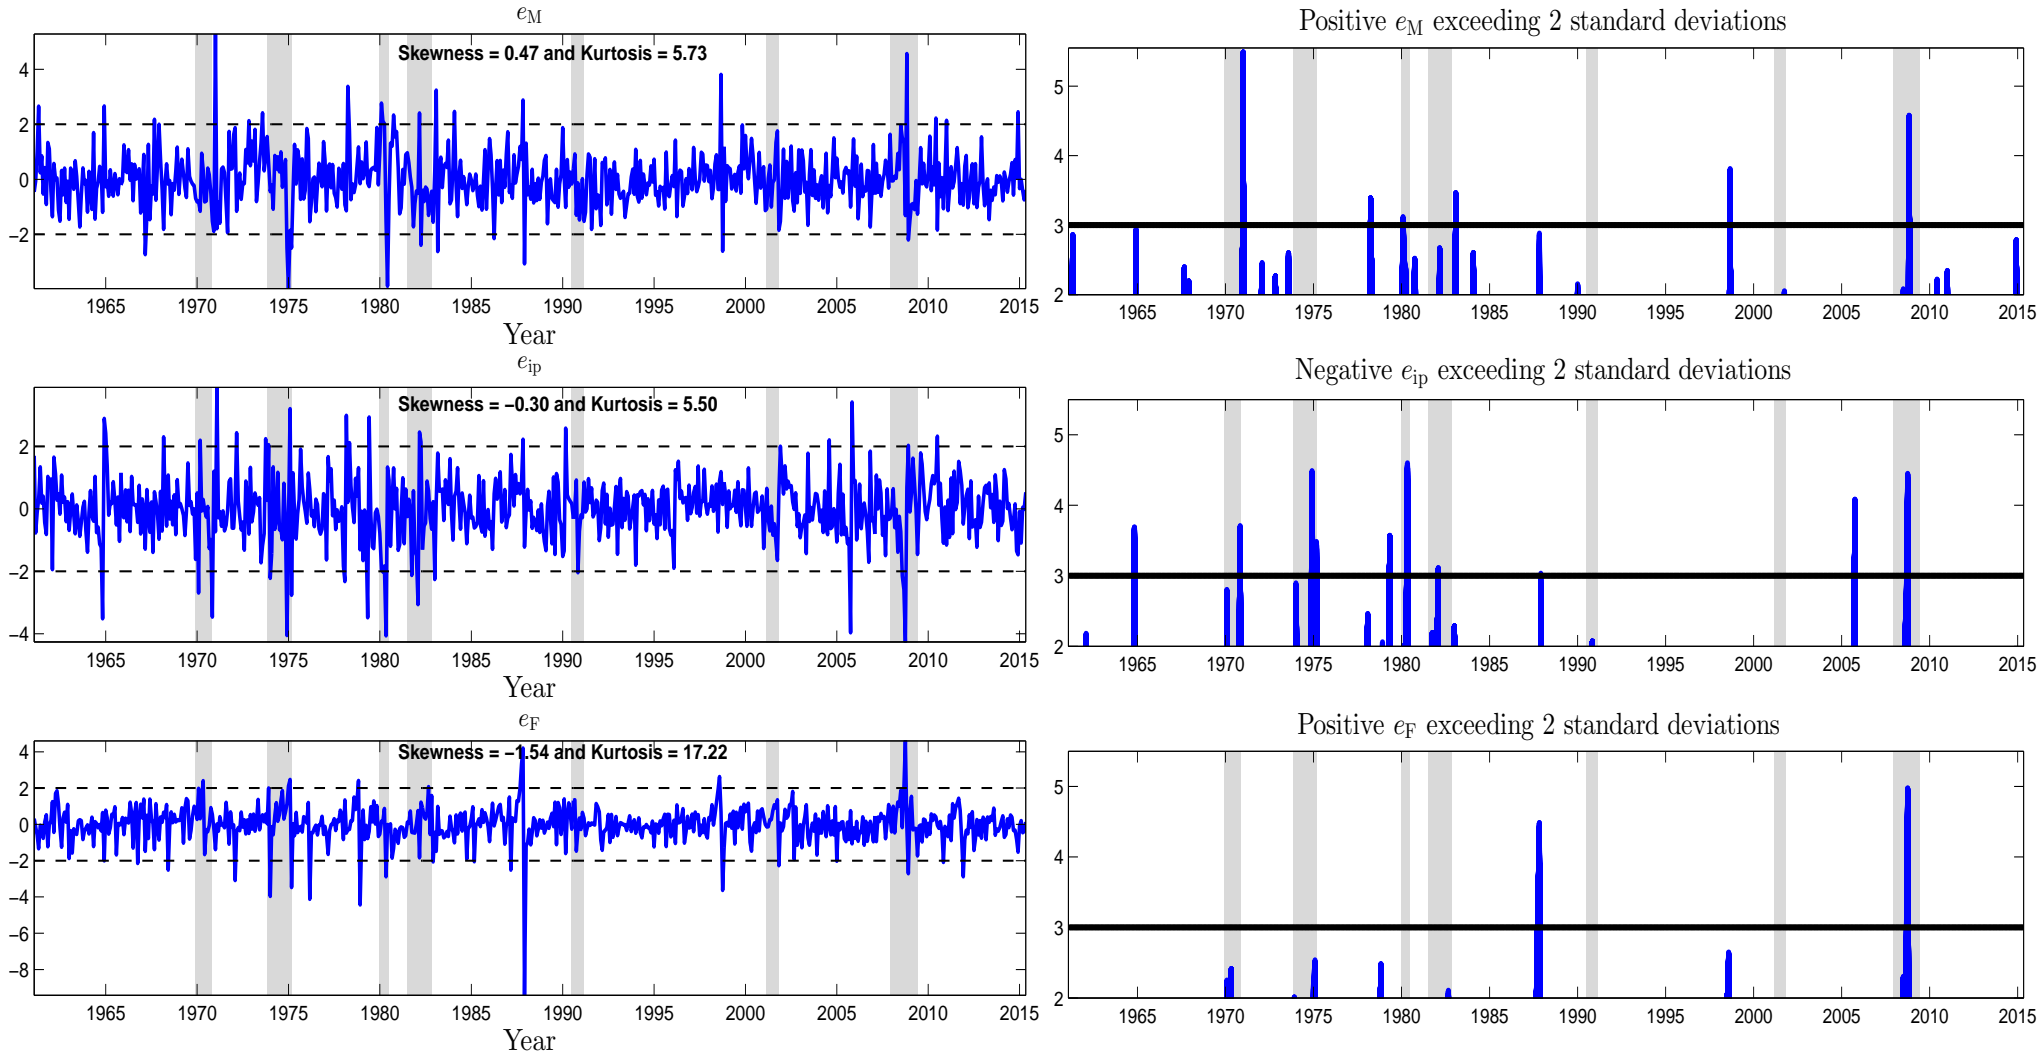 e_M
Skewness = 0.47 and Kurtosis = 5.73
4
2
0
−2
1965 1970 1975 1980 1985 1990 1995 2000 2005 2010 2015
Year
Positive e_M exceeding 2 standard deviations
5
4
3
2
1965 1970 1975 1980 1985 1990 1995 2000 2005 2010 2015
e_ip
Skewness = −0.30 and Kurtosis = 5.50
2
0
−2
−4
1965 1970 1975 1980 1985 1990 1995 2000 2005 2010 2015
Year
Negative e_ip exceeding 2 standard deviations
5
4
3
2
1965 1970 1975 1980 1985 1990 1995 2000 2005 2010 2015
e_F
Skewness = −1.54 and Kurtosis = 17.22
4
2
0
−2
−4
−6
−8
1965 1970 1975 1980 1985 1990 1995 2000 2005 2010 2015
Year
Positive e_F exceeding 2 standard deviations
5
4
3
2
1965 1970 1975 1980 1985 1990 1995 2000 2005 2010 2015